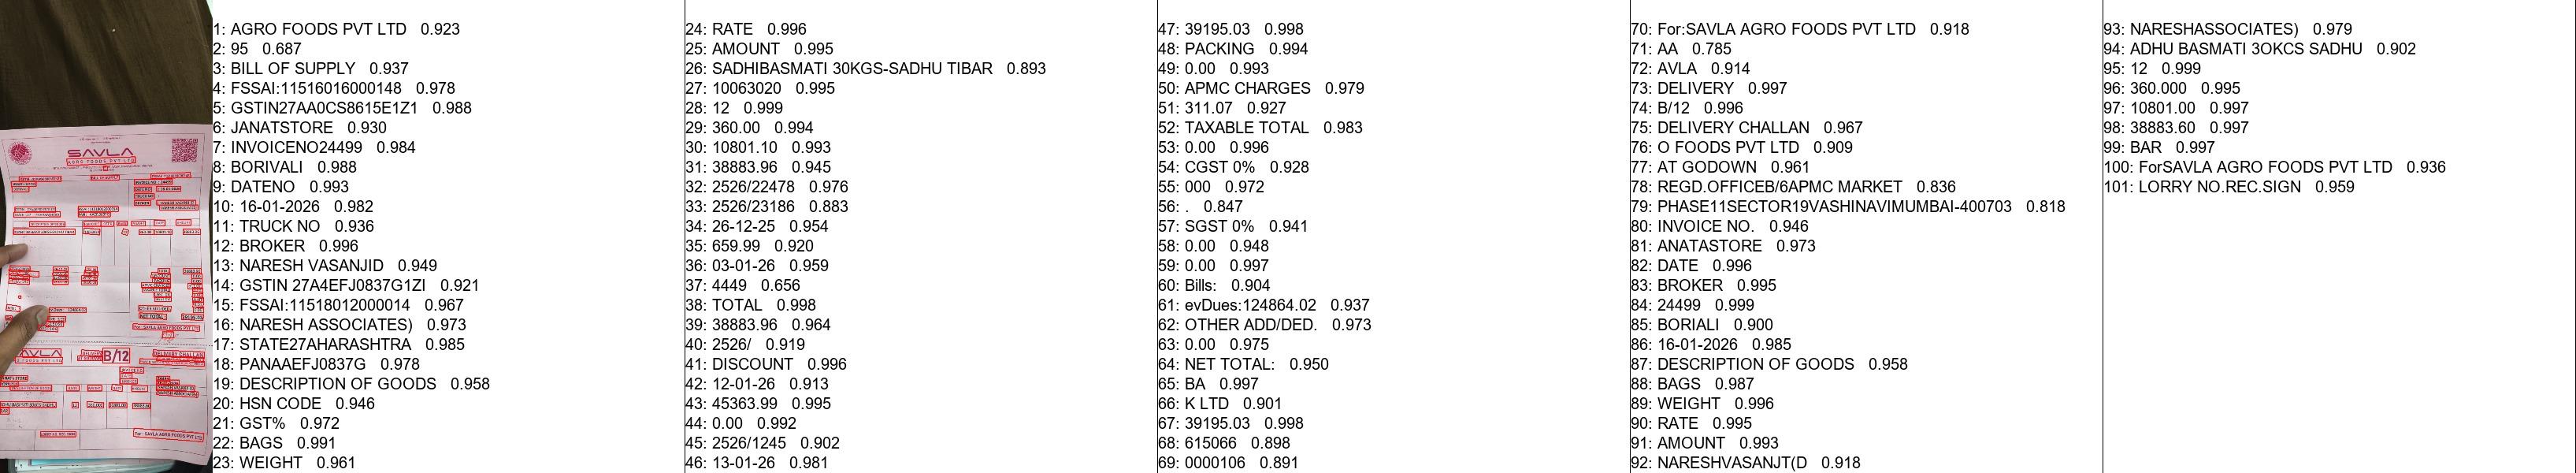 SAVLA
1: AGRO FOODS PVT LTD 0.923
2: 95 0.687
3: BILL OF SUPPLY 0.937
4: FSSAI:11516016000148 0.978
5: GSTIN27AA0CS8615E1Z1 0.988
6: JANATSTORE 0.930
7: INVOICENO24499 0.984
8: BORIVALI 0.988
9: DATENO 0.993
10: 16-01-2026 0.982
11: TRUCK NO 0.936
12: BROKER 0.996
13: NARESH VASANJID 0.949
14: GSTIN 27A4EFJ0837G1ZI 0.921
15: FSSAI:11518012000014 0.967
16: NARESH ASSOCIATES) 0.973
17: STATE27AHARASHTRA 0.985
18: PANAAEFJ0837G 0.978
19: DESCRIPTION OF GOODS 0.958
20: HSN CODE 0.946
21: GST% 0.972
22: BAGS 0.991
23: WEIGHT 0.961
24: RATE 0.996
25: AMOUNT 0.995
26: SADHIBASMATI 30KGS-SADHU TIBAR 0.893
27: 10063020 0.995
28: 12 0.999
29: 360.00 0.994
30: 10801.10 0.993
31: 38883.96 0.945
32: 2526/22478 0.976
33: 2526/23186 0.883
34: 26-12-25 0.954
35: 659.99 0.920
36: 03-01-26 0.959
37: 4449 0.656
38: TOTAL 0.998
39: 38883.96 0.964
40: 2526/ 0.919
41: DISCOUNT 0.996
42: 12-01-26 0.913
43: 45363.99 0.995
44: 0.00 0.992
45: 2526/1245 0.902
46: 13-01-26 0.981
47: 39195.03 0.998
48: PACKING 0.994
49: 0.00 0.993
50: APMC CHARGES 0.979
51: 311.07 0.927
52: TAXABLE TOTAL 0.983
53: 0.00 0.996
54: CGST 0% 0.928
55: 000 0.972
56: . 0.847
57: SGST 0% 0.941
58: 0.00 0.948
59: 0.00 0.997
60: Bills: 0.904
61: evDues:124864.02 0.937
62: OTHER ADD/DED. 0.973
63: 0.00 0.975
64: NET TOTAL: 0.950
65: BA 0.997
66: K LTD 0.901
67: 39195.03 0.998
68: 615066 0.898
69: 0000106 0.891
70: For:SAVLA AGRO FOODS PVT LTD 0.918
71: AA 0.785
72: AVLA 0.914
73: DELIVERY 0.997
74: B/12 0.996
75: DELIVERY CHALLAN 0.967
76: O FOODS PVT LTD 0.909
77: AT GODOWN 0.961
78: REGD.OFFICEB/6APMC MARKET 0.836
79: PHASE11SECTOR19VASHINAVIMUMBAI-400703 0.818
80: INVOICE NO. 0.946
81: ANATASTORE 0.973
82: DATE 0.996
83: BROKER 0.995
84: 24499 0.999
85: BORIALI 0.900
86: 16-01-2026 0.985
87: DESCRIPTION OF GOODS 0.958
88: BAGS 0.987
89: WEIGHT 0.996
90: RATE 0.995
91: AMOUNT 0.993
92: NARESHVASANJT(D 0.918
93: NARESHASSOCIATES) 0.979
94: ADHU BASMATI 3OKCS SADHU 0.902
95: 12 0.999
96: 360.000 0.995
97: 10801.00 0.997
98: 38883.60 0.997
99: BAR 0.997
100: ForSAVLA AGRO FOODS PVT LTD 0.936
101: LORRY NO.REC.SIGN 0.959